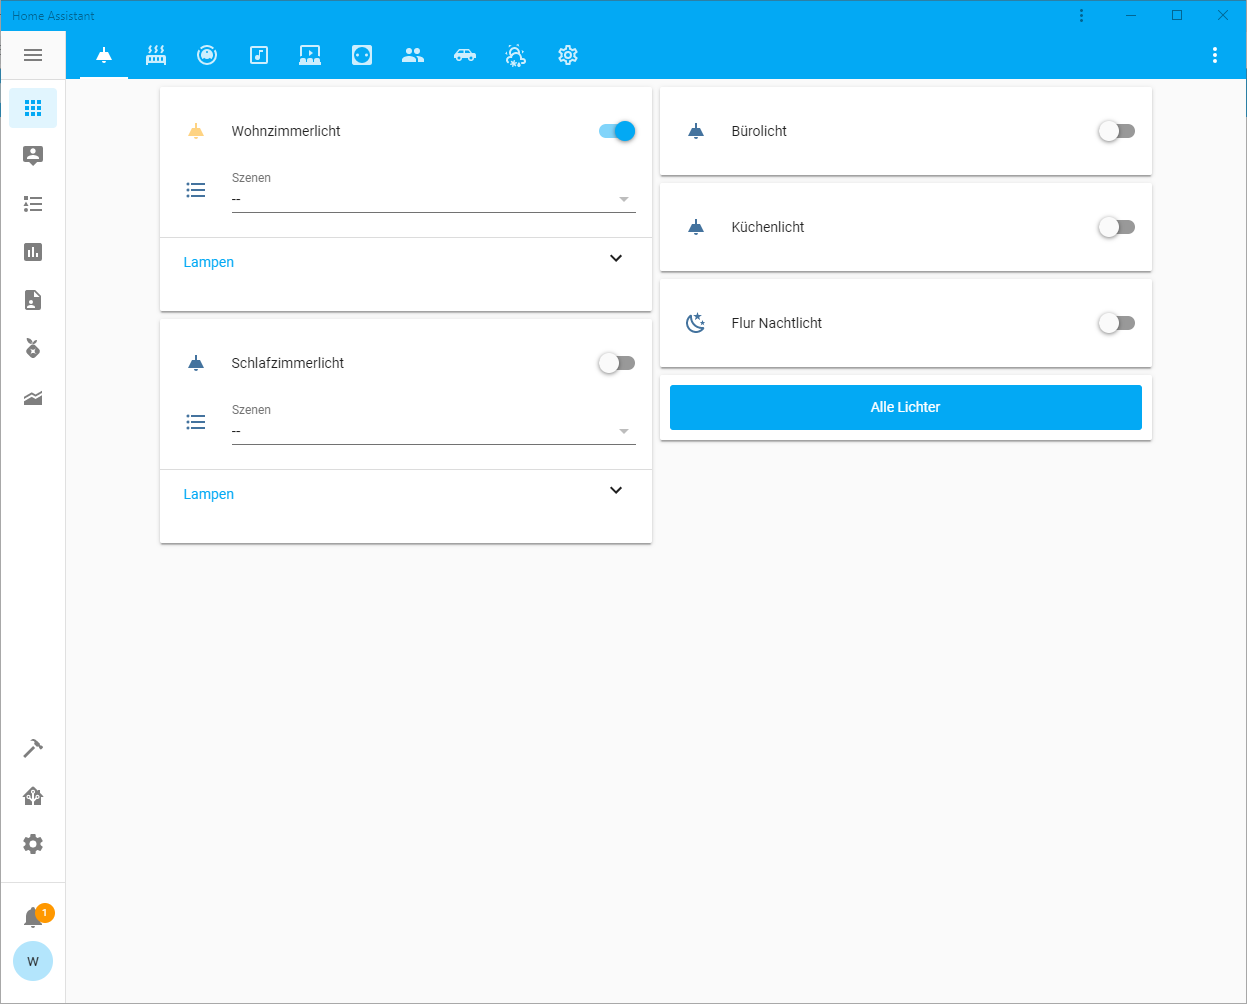 Home Assistant
Wohnzimmerlicht
Szenen
--
Lampen
Schlafzimmerlicht
Szenen
--
Lampen
Bürolicht
Küchenlicht
Flur Nachtlicht
Alle Lichter
1
W